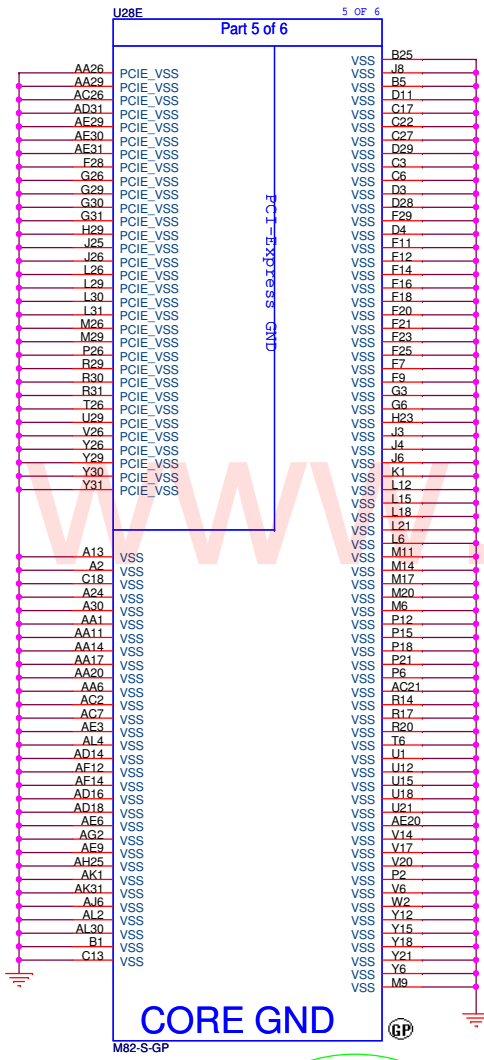 U28E
5 OF 6
Part 5 of 6
PCI-Express GND
AA26 PCIE_VSS
AA29 PCIE_VSS
AC26 PCIE_VSS
AD31 PCIE_VSS
AE29 PCIE_VSS
AE30 PCIE_VSS
AE31 PCIE_VSS
F28 PCIE_VSS
G26 PCIE_VSS
G29 PCIE_VSS
G30 PCIE_VSS
G31 PCIE_VSS
H29 PCIE_VSS
J25 PCIE_VSS
J26 PCIE_VSS
L26 PCIE_VSS
L29 PCIE_VSS
L30 PCIE_VSS
L31 PCIE_VSS
M26 PCIE_VSS
M29 PCIE_VSS
P26 PCIE_VSS
R29 PCIE_VSS
R30 PCIE_VSS
R31 PCIE_VSS
T26 PCIE_VSS
U29 PCIE_VSS
V26 PCIE_VSS
Y26 PCIE_VSS
Y29 PCIE_VSS
Y30 PCIE_VSS
Y31 PCIE_VSS
A13 VSS
A2 VSS
C18 VSS
A24 VSS
A30 VSS
AA1 VSS
AA11 VSS
AA14 VSS
AA17 VSS
AA20 VSS
AA6 VSS
AC2 VSS
AC7 VSS
AE3 VSS
AL4 VSS
AD14 VSS
AF12 VSS
AF14 VSS
AD16 VSS
AD18 VSS
AE6 VSS
AG2 VSS
AE9 VSS
AH25 VSS
AK1 VSS
AK31 VSS
AJ6 VSS
AL2 VSS
AL30 VSS
B1 VSS
C13 VSS
VSS B25
VSS J8
VSS B5
VSS D11
VSS C17
VSS C22
VSS C27
VSS D29
VSS C3
VSS C6
VSS D3
VSS D28
VSS F29
VSS D4
VSS F11
VSS F12
VSS F14
VSS F16
VSS F18
VSS F20
VSS F21
VSS F23
VSS F25
VSS F7
VSS F9
VSS G3
VSS G6
VSS H23
VSS J3
VSS J4
VSS J6
VSS K1
VSS L12
VSS L15
VSS L18
VSS L21
VSS L6
VSS M11
VSS M14
VSS M17
VSS M20
VSS M6
VSS P12
VSS P15
VSS P18
VSS P21
VSS P6
VSS AC21
VSS R14
VSS R17
VSS R20
VSS T6
VSS U1
VSS U12
VSS U15
VSS U18
VSS U21
VSS AE20
VSS V14
VSS V17
VSS V20
VSS P2
VSS V6
VSS W2
VSS Y12
VSS Y15
VSS Y18
VSS Y21
VSS Y6
VSS M9
CORE GND
GP
M82-S-GP
www.